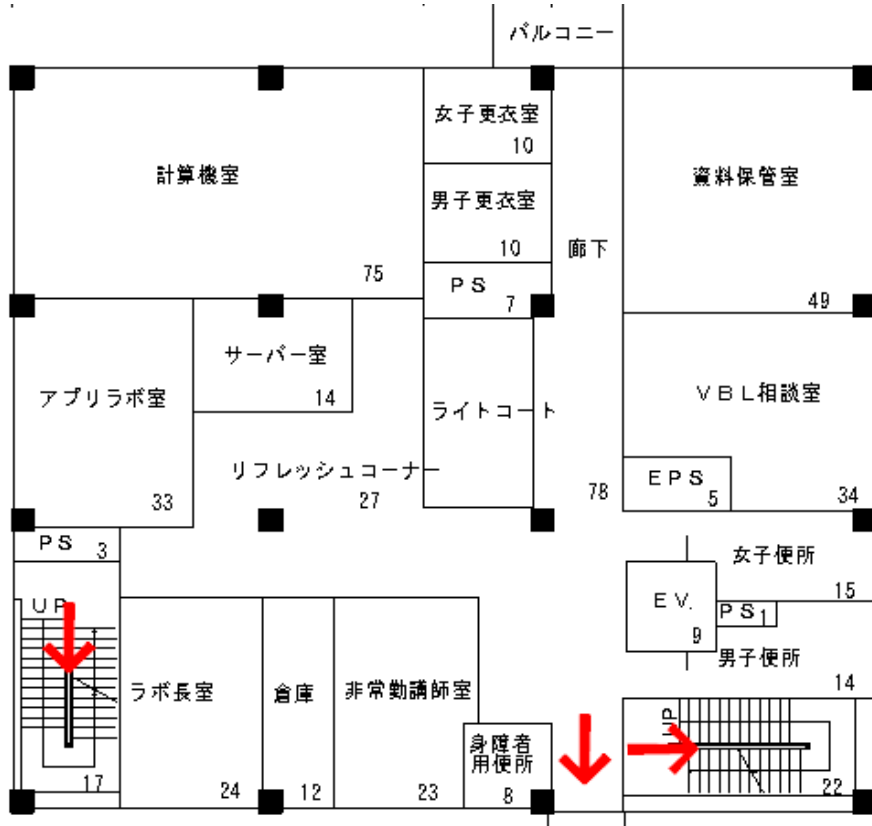 バルコニー
女子更衣室
10
計算機室
75
男子更衣室
10
廊下
資料保管室
49
PS
7
サーバー室
14
アプリラボ室
33
ライトコート
VBL相談室
34
リフレッシュコーナー
27
78
EPS
5
PS 3
女子便所
15
UP
EV.
9
PS1
男子便所
14
ラボ長室
24
倉庫
12
非常勤講師室
23
身障者
用便所
8
UP
17
22